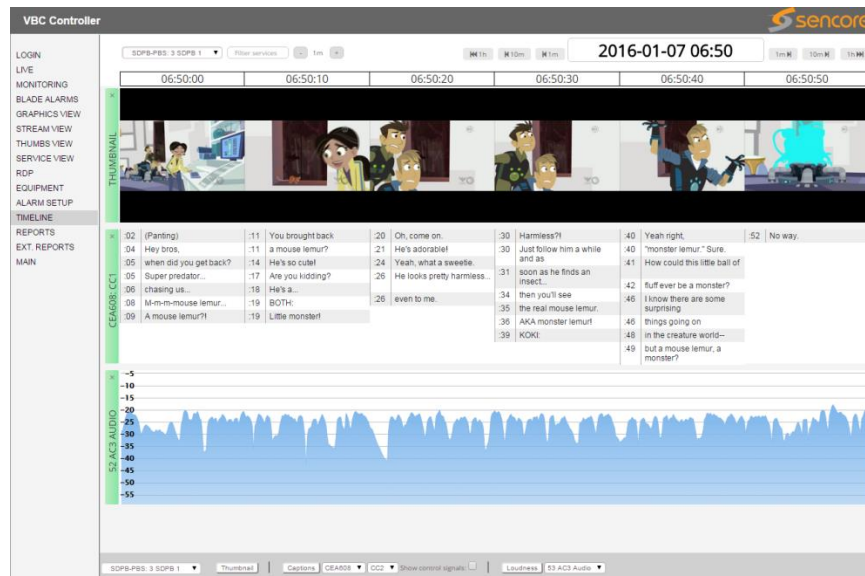 VBC Controller
sencore
LOGIN
LIVE
MONITORING
BLADE ALARMS
GRAPHICS VIEW
STREAM VIEW
THUMBS VIEW
SERVICE VIEW
RDP
EQUIPMENT
ALARM SETUP
TIMELINE
REPORTS
EXT. REPORTS
MAIN
SDPB-PBS: 3 SDPB 1
Filter services
- 1m +
1h 10m 1m
2016-01-07 06:50
1m 10m 1h
06:50:00 06:50:10 06:50:20 06:50:30 06:50:40 06:50:50
THUMBNAIL
CEA608: CC1
:02 (Panting)
:04 Hey bros,
:05 when did you get back?
:05 Super predator...
:06 chasing us...
:08 M-m-m-mouse lemur...
:09 A mouse lemur?!
:11 You brought back
:11 a mouse lemur?
:14 He's so cute!
:17 Are you kidding?
:18 He's a...
:19 BOTH:
:19 Little monster!
:20 Oh, come on.
:21 He's adorable!
:24 Yeah, what a sweetie.
:26 He looks pretty harmless...
:26 even to me.
:30 Harmless?!
:30 Just follow him a while
and as
:31 soon as he finds an
insect...
:34 then you'll see
:35 the real mouse lemur.
:36 AKA monster lemur!
:39 KOKI:
:40 Yeah right,
:40 "monster lemur." Sure.
:41 How could this little ball of
:42 fluff ever be a monster?
:46 I know there are some
surprising
:46 things going on
:48 in the creature world--
:49 but a mouse lemur, a
monster?
:52 No way.
52 AC3 AUDIO
-5
-10
-15
-20
-25
-30
-35
-40
-45
-50
-55
SDPB-PBS: 3 SDPB 1 Thumbnail Captions CEA608 CC2 Show control signals: Loudness 53 AC3 Audio